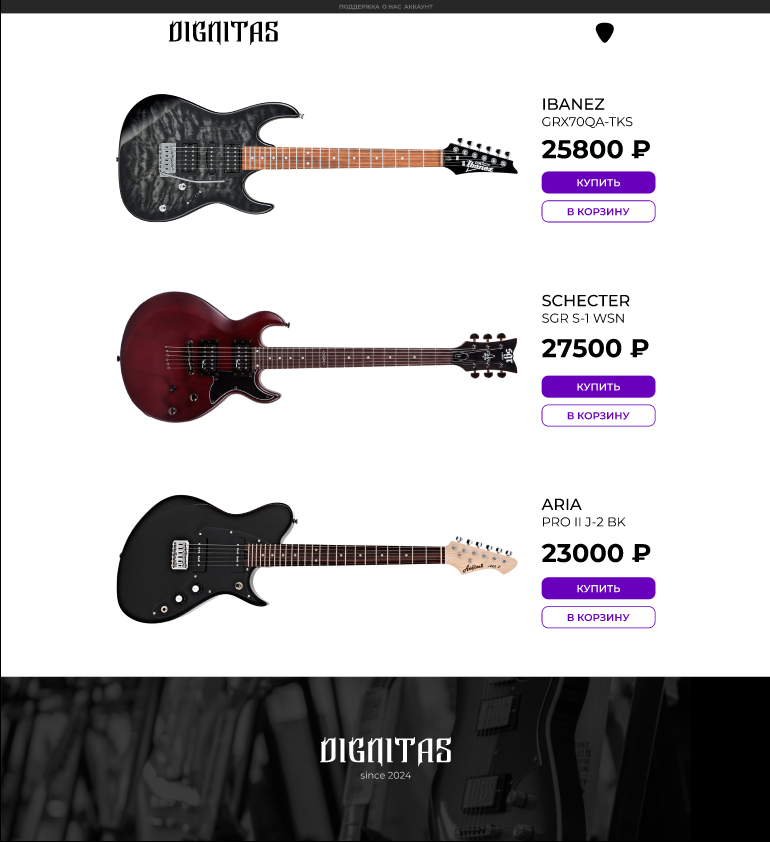 ПОДДЕРЖКА О НАС АККАУНТ
DIGNITAS
IBANEZ
GRX70QA-TKS
25800 ₽
КУПИТЬ
В КОРЗИНУ
Ibanez
SCHECTER
SGR S-1 WSN
27500 ₽
КУПИТЬ
В КОРЗИНУ
ARIA
PRO II J-2 BK
23000 ₽
КУПИТЬ
В КОРЗИНУ
DIGNITAS
since 2024